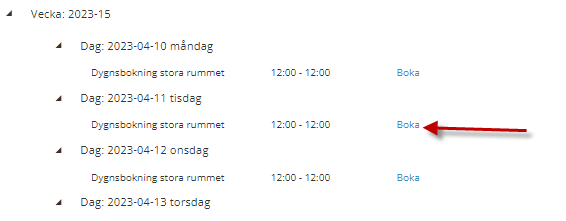 Vecka: 2023-15
Dag: 2023-04-10 måndag
Dygnsbokning stora rummet 12:00 - 12:00 Boka
Dag: 2023-04-11 tisdag
Dygnsbokning stora rummet 12:00 - 12:00 Boka
Dag: 2023-04-12 onsdag
Dygnsbokning stora rummet 12:00 - 12:00 Boka
Dag: 2023-04-13 torsdag